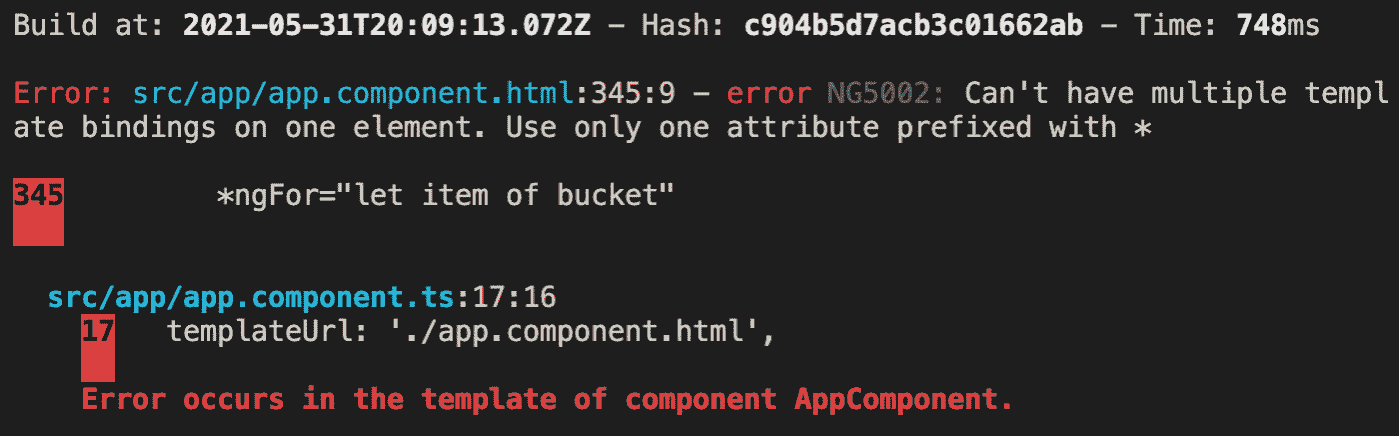 Build at: 2021-05-31T20:09:13.072Z - Hash: c904b5d7acb3c01662ab - Time: 748ms
Error: src/app/app.component.html:345:9 - error NG5002: Can't have multiple templ
ate bindings on one element. Use only one attribute prefixed with *
345         *ngFor="let item of bucket"
src/app/app.component.ts:17:16
17   templateUrl: './app.component.html',
Error occurs in the template of component AppComponent.